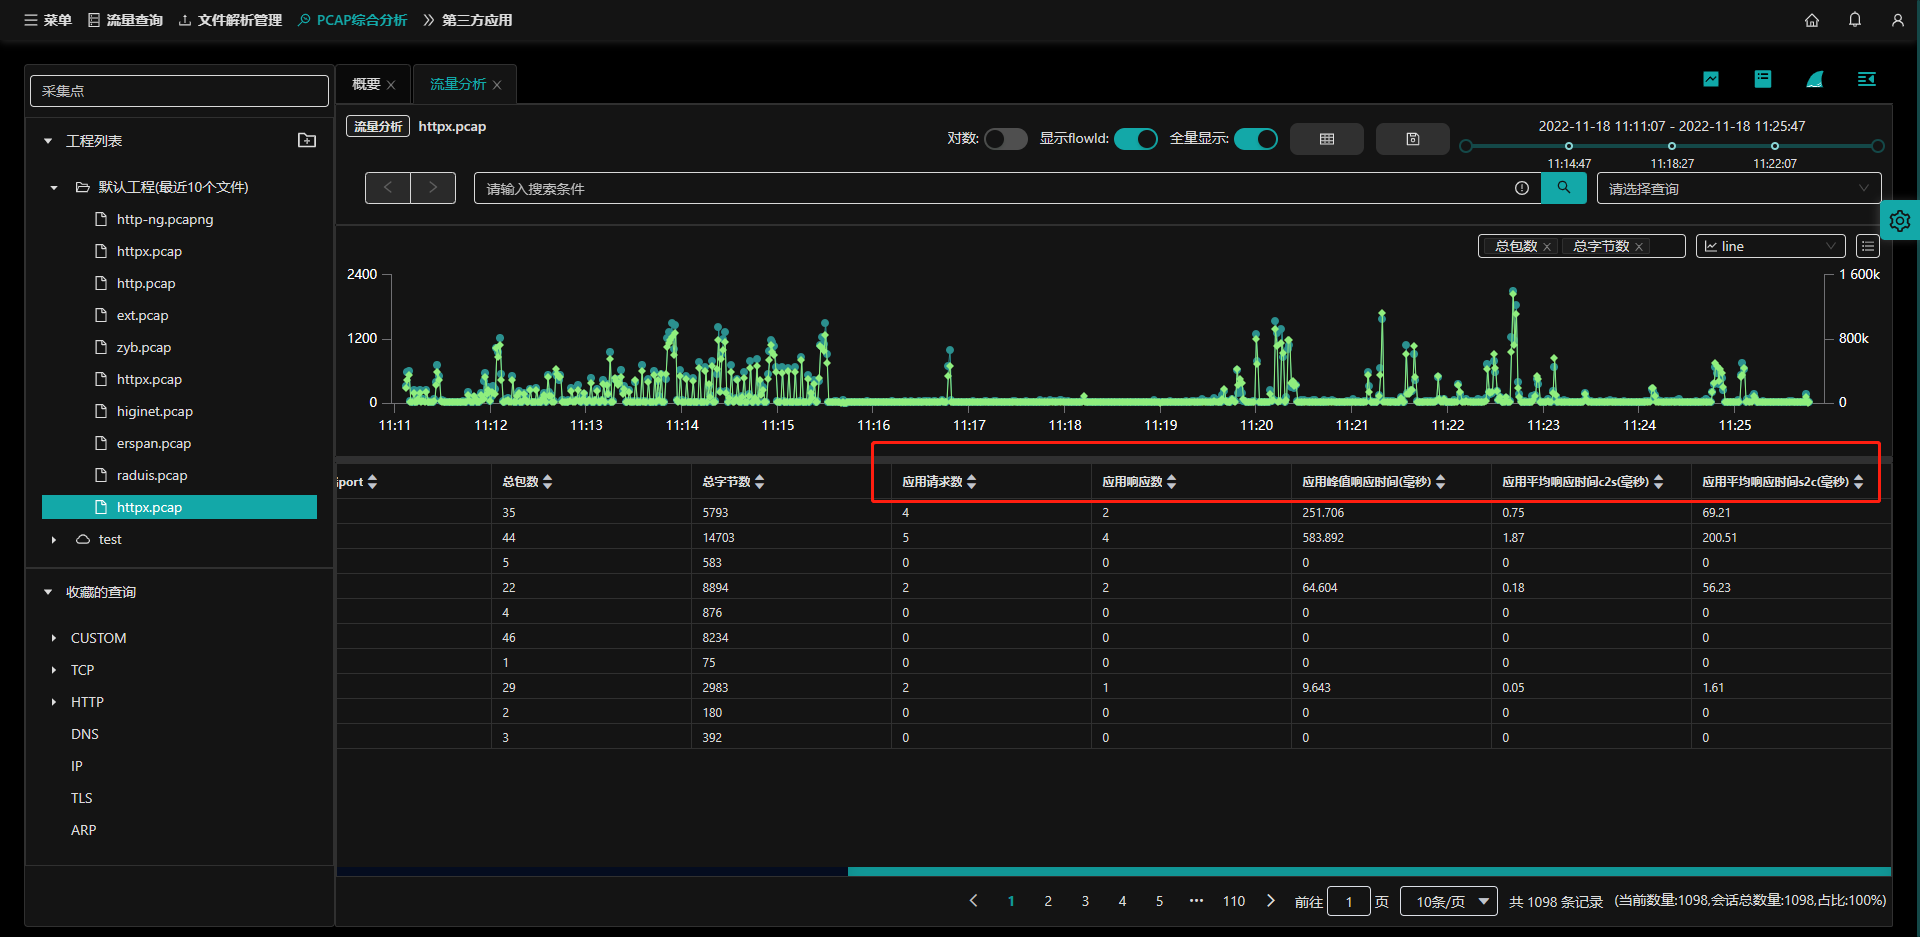 菜单 流量查询 文件解析管理 PCAP综合分析 第三方应用
采集点
工程列表
默认工程(最近10个文件)
http-ng.pcapng
httpx.pcap
http.pcap
ext.pcap
zyb.pcap
httpx.pcap
higinet.pcap
erspan.pcap
raduis.pcap
httpx.pcap
test
收藏的查询
CUSTOM
TCP
HTTP
DNS
IP
TLS
ARP
概要 流量分析
流量分析 httpx.pcap
对数: 显示flowId: 全量显示:
2022-11-18 11:11:07 - 2022-11-18 11:25:47
11:14:47 11:18:27 11:22:07
请输入搜索条件 请选择查询
总包数 总字节数 line
2400 1 600k
1200 800k
0 0
11:11 11:12 11:13 11:14 11:15 11:16 11:17 11:18 11:19 11:20 11:21 11:22 11:23 11:24 11:25
port 总包数 总字节数 应用请求数 应用响应数 应用峰值响应时间(毫秒) 应用平均响应时间c2s(毫秒) 应用平均响应时间s2c(毫秒)
35 5793 4 2 251.706 0.75 69.21
44 14703 5 4 583.892 1.87 200.51
5 583 0 0 0 0 0
22 8894 2 2 64.604 0.18 56.23
4 876 0 0 0 0 0
46 8234 0 0 0 0 0
1 75 0 0 0 0 0
29 2983 2 1 9.643 0.05 1.61
2 180 0 0 0 0 0
3 392 0 0 0 0 0
1 2 3 4 5 ••• 110 前往 1 页 10条/页 共 1098 条记录 (当前数量:1098,会话总数量:1098,占比:100%)